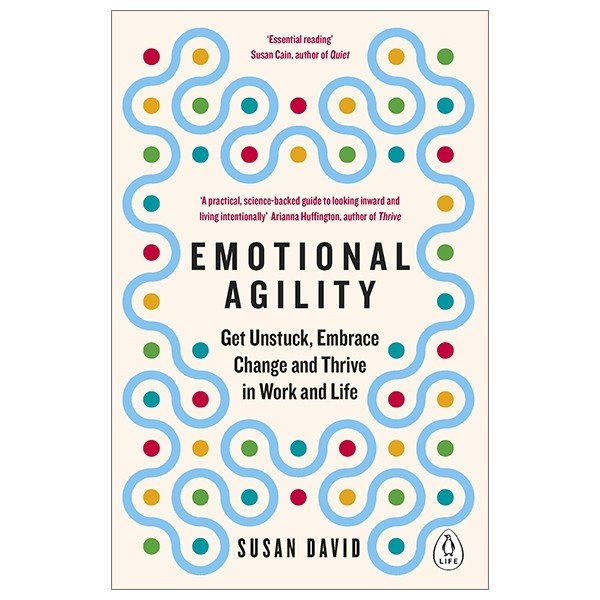 ‘Essential reading’
Susan Cain, author of Quiet
‘A practical, science-backed guide to looking inward and
living intentionally’ Arianna Huffington, author of Thrive
EMOTIONAL
AGILITY
Get Unstuck, Embrace
Change and Thrive
in Work and Life
SUSAN DAVID
LIFE